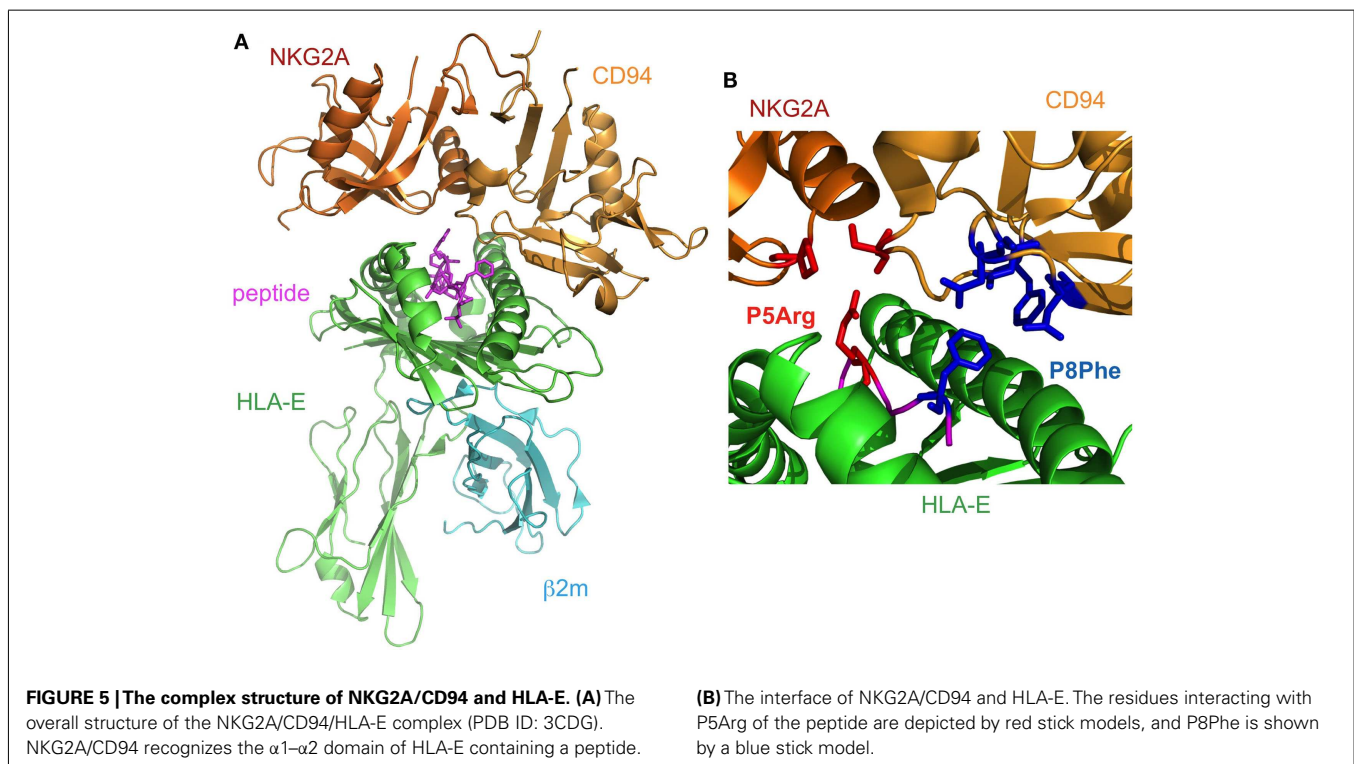 A
NKG2A
CD94
peptide
HLA-E
β2m
B
NKG2A
CD94
P5Arg
P8Phe
HLA-E
FIGURE 5 | The complex structure of NKG2A/CD94 and HLA-E. (A) The
overall structure of the NKG2A/CD94/HLA-E complex (PDB ID: 3CDG).
NKG2A/CD94 recognizes the α1–α2 domain of HLA-E containing a peptide.
(B) The interface of NKG2A/CD94 and HLA-E. The residues interacting with
P5Arg of the peptide are depicted by red stick models, and P8Phe is shown
by a blue stick model.